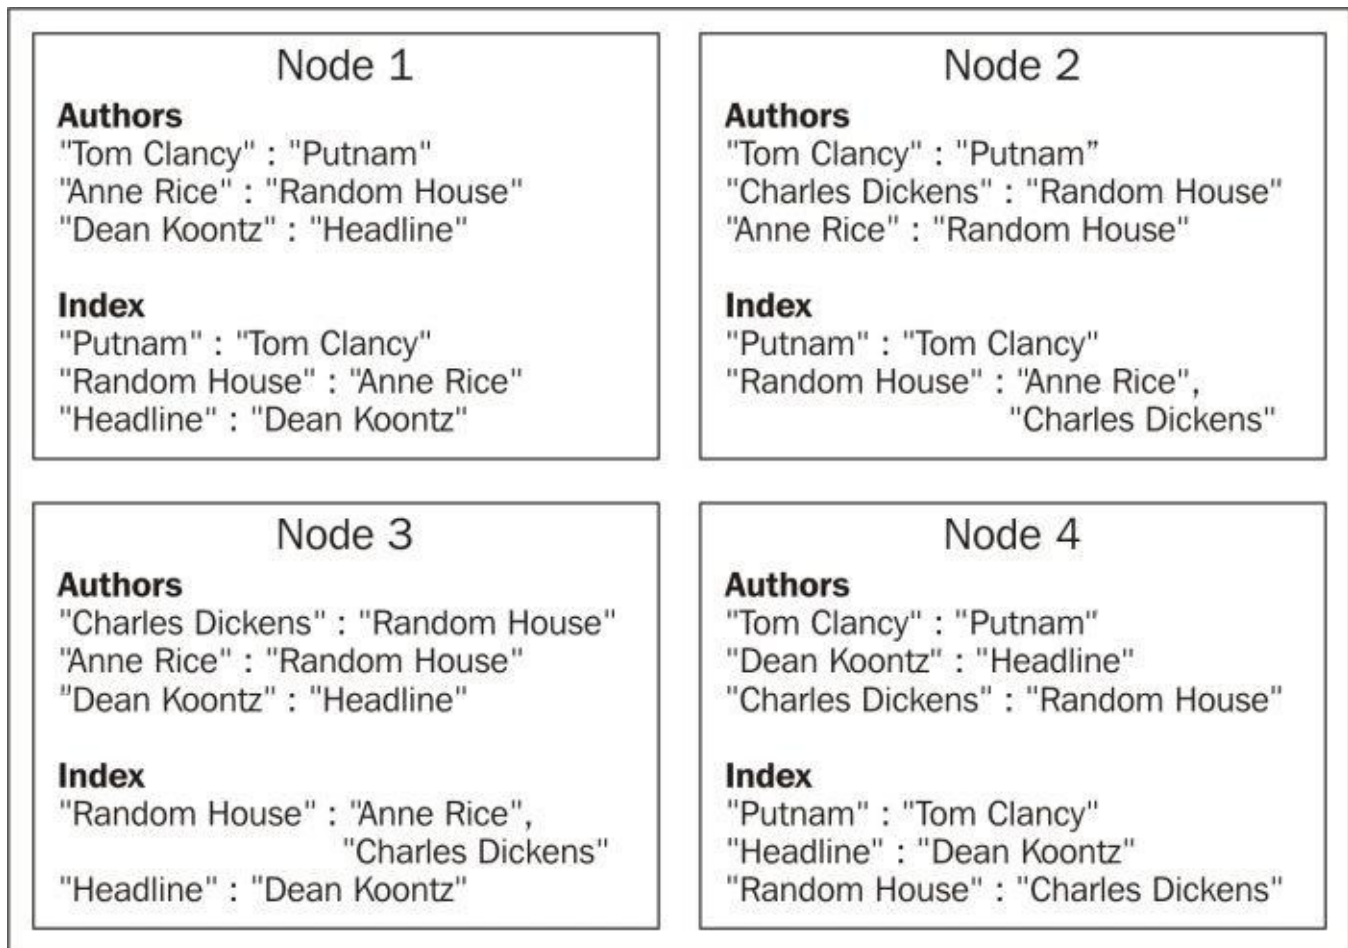 Node 1
Authors
"Tom Clancy" : "Putnam"
"Anne Rice" : "Random House"
"Dean Koontz" : "Headline"
Index
"Putnam" : "Tom Clancy"
"Random House" : "Anne Rice"
"Headline" : "Dean Koontz"
Node 2
Authors
"Tom Clancy" : "Putnam”
"Charles Dickens" : "Random House"
"Anne Rice" : "Random House"
Index
"Putnam" : "Tom Clancy"
"Random House" : "Anne Rice",
"Charles Dickens"
Node 3
Authors
"Charles Dickens" : "Random House"
"Anne Rice" : "Random House"
"Dean Koontz" : "Headline"
Index
"Random House" : "Anne Rice",
"Charles Dickens"
"Headline" : "Dean Koontz"
Node 4
Authors
"Tom Clancy" : "Putnam"
"Dean Koontz" : "Headline"
"Charles Dickens" : "Random House"
Index
"Putnam" : "Tom Clancy"
"Headline" : "Dean Koontz"
"Random House" : "Charles Dickens"